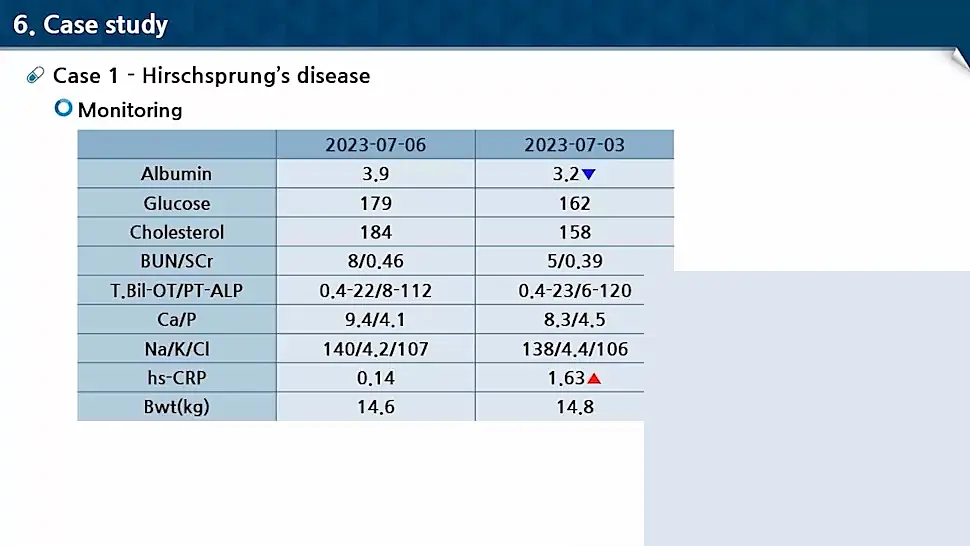 6. Case study
Case 1 - Hirschsprung's disease
Monitoring
2023-07-06 2023-07-03
Albumin 3.9 3.2▼
Glucose 179 162
Cholesterol 184 158
BUN/SCr 8/0.46 5/0.39
T.Bil-OT/PT-ALP 0.4-22/8-112 0.4-23/6-120
Ca/P 9.4/4.1 8.3/4.5
Na/K/Cl 140/4.2/107 138/4.4/106
hs-CRP 0.14 1.63▲
Bwt(kg) 14.6 14.8